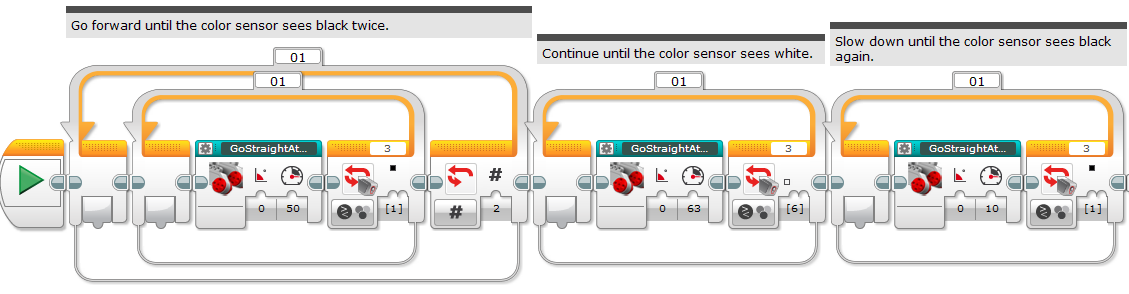 Go forward until the color sensor sees black twice.
Continue until the color sensor sees white.
Slow down until the color sensor sees black
again.
01
01
01
01
GoStraightAt...
3
GoStraightAt...
3
GoStraightAt...
3
#
0
50
[1]
#
2
0
63
[6]
0
10
[1]